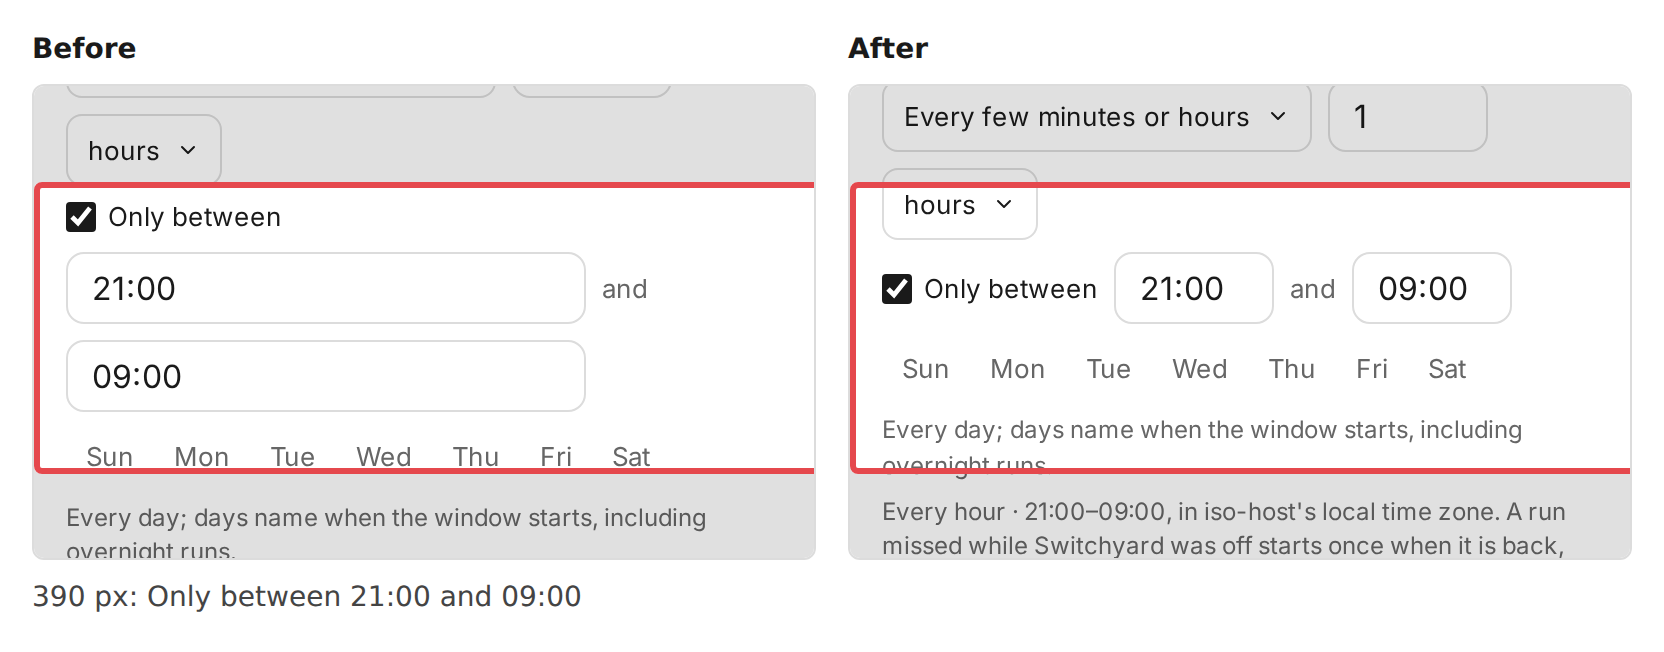 Before
hours
Only between
21:00 and
09:00
Sun Mon Tue Wed Thu Fri Sat
Every day; days name when the window starts, including
overnight runs.
After
Every few minutes or hours 1
hours
Only between 21:00 and 09:00
Sun Mon Tue Wed Thu Fri Sat
Every day; days name when the window starts, including
overnight runs.
Every hour · 21:00–09:00, in iso-host's local time zone. A run
missed while Switchyard was off starts once when it is back,
390 px: Only between 21:00 and 09:00